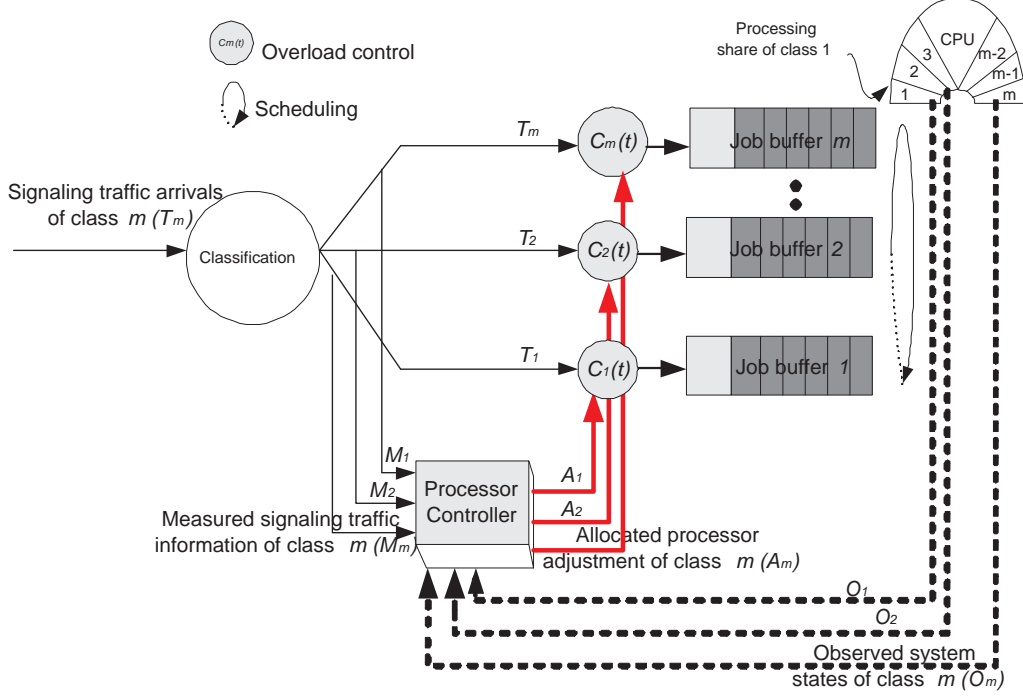 Cm(t)
Overload control
Scheduling
Processing
share of class 1
CPU
3
m-2
2
m-1
1
m
Tm
Cm(t)
Job buffer m
Signaling traffic arrivals
of class m (Tm)
Classification
T2
C2(t)
Job buffer 2
T1
C1(t)
Job buffer 1
M1
M2
Processor
Controller
A1
A2
Measured signaling traffic
information of class m (Mm)
Allocated processor
adjustment of class m (Am)
O1
O2
Observed system
states of class m (Om)